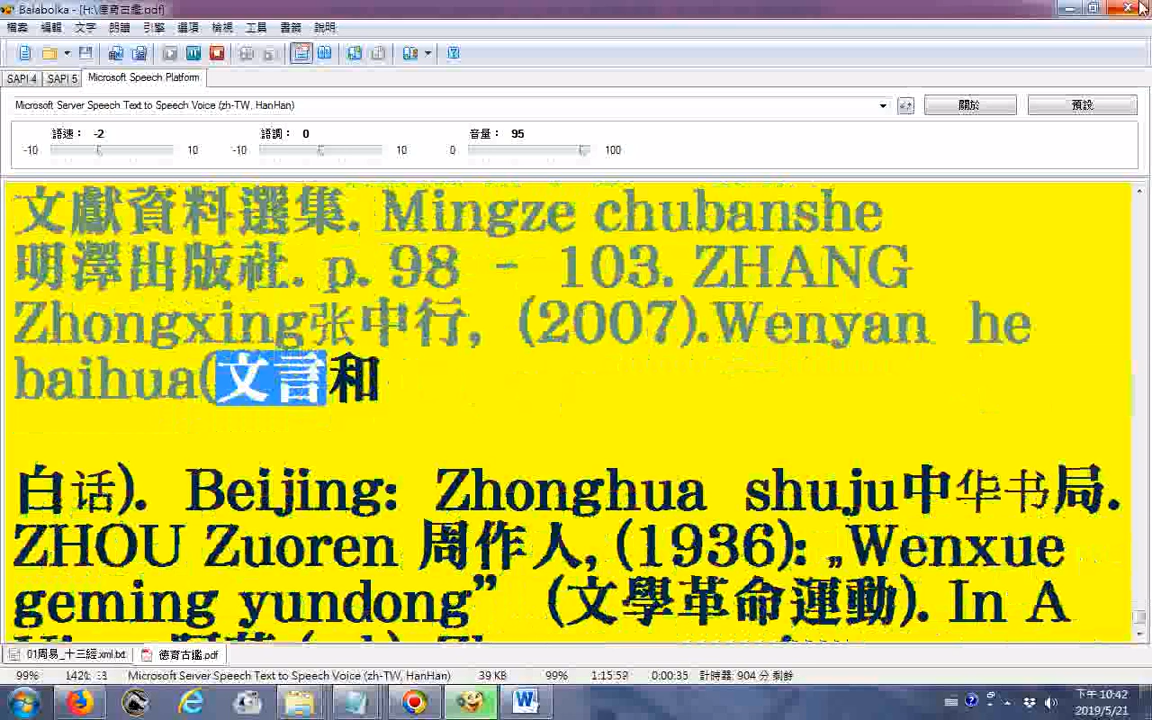 Balabolka - [H:\德育古鑑.pdf]
檔案 編輯 文字 朗讀 引擎 選項 檢視 工具 書籤 說明
SAPI 4 SAPI 5 Microsoft Speech Platform
Microsoft Server Speech Text to Speech Voice (zh-TW, HanHan) 關於 預設
語速： -2 語調： 0 音量： 95
-10 10 -10 10 0 100
文獻資料選集. Mingze chubanshe
明澤出版社. p. 98 - 103. ZHANG
Zhongxing张中行, (2007).Wenyan he
baihua(文言和
白话). Beijing: Zhonghua shuju中华书局.
ZHOU Zuoren 周作人, (1936): „Wenxue
geming yundong” (文學革命運動). In A
01周易_十三經.xml.txt 德育古鑑.pdf
99% Microsoft Server Speech Text to Speech Voice (zh-TW, HanHan) 39 KB 99% 1:15:52 0:00:35 計時器: 904 分 剩餘
下午 10:42
2019/5/21